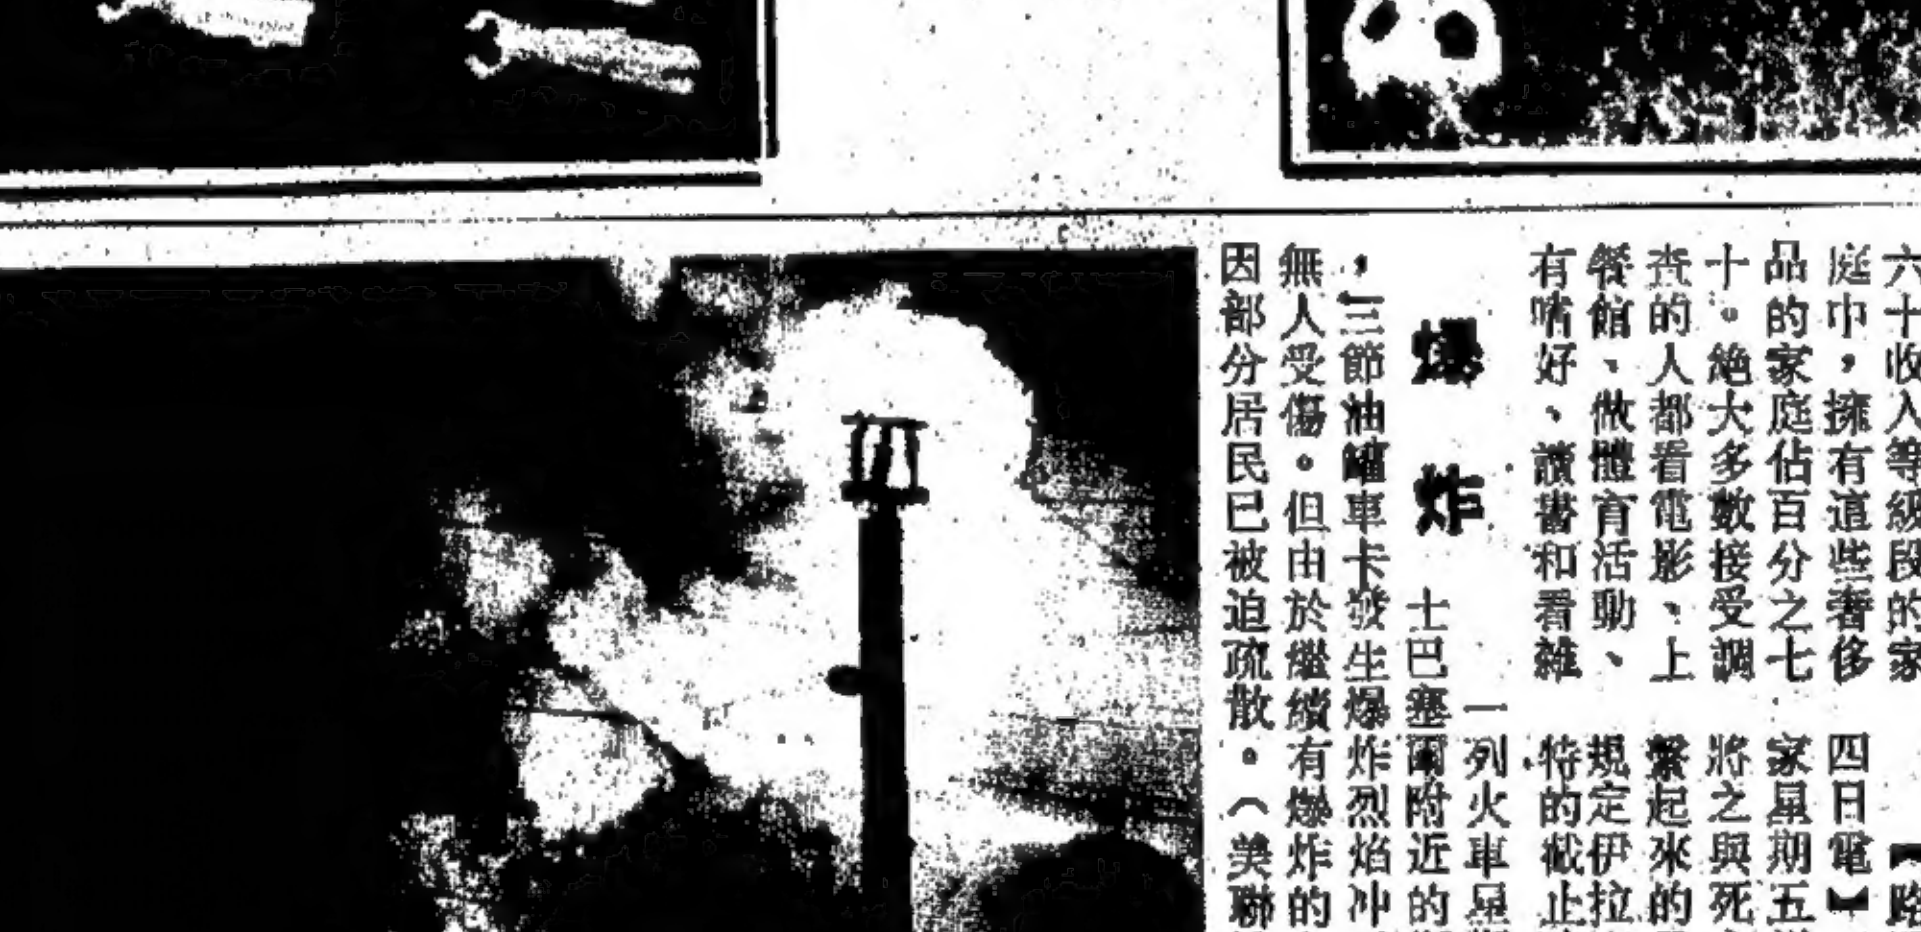 六十收入等級段的家
庭巾，擁有這些奢侈
品的家庭佔百分之七
十。絕大多數接受調
查的人都看電影、上
餐館、做體育活動、
有嗜好、讀書和看雜
四日電】
家星期五
將之與死
繫起來的
規定伊拉
特的截止
爆炸
一列火車星
士巴塞爾附近的
，三節油罐車卡發生爆炸烈焰冲
無人受傷。但由於繼續有爆炸的
因部分居民已被迫疏散。（美聯